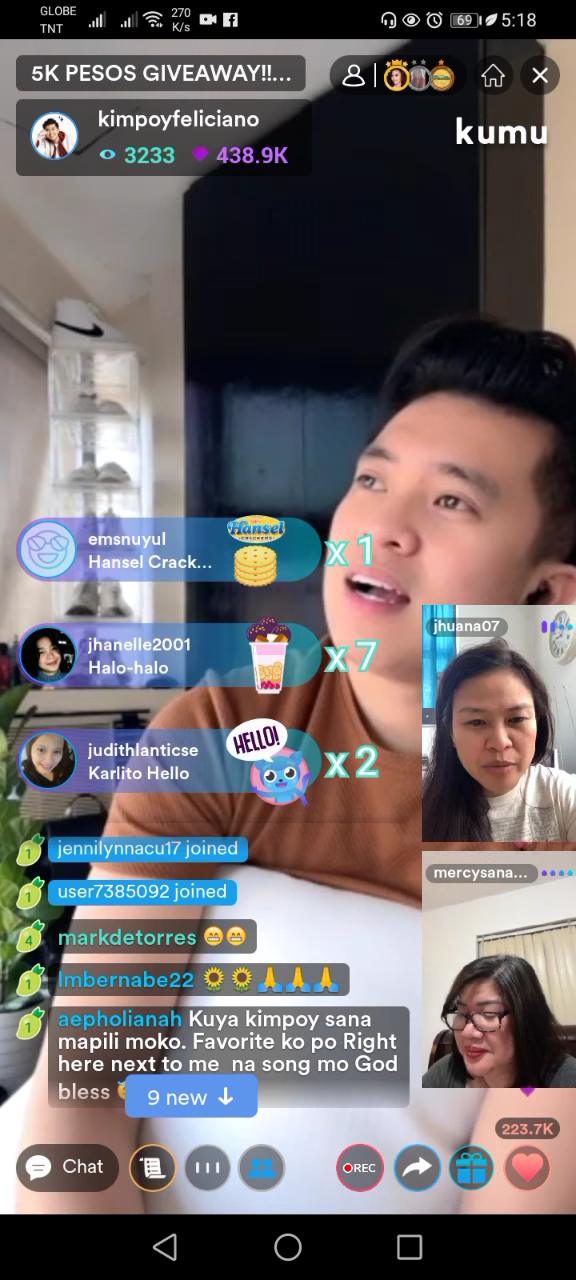 GLOBE
TNT
270
K/s
69
5:18
5K PESOS GIVEAWAY!!...
kimpoyfeliciano
3233
438.9K
kumu
emsnuyul
Hansel Crack...
Hansel
CRACKERS
x 1
jhanelle2001
Halo-halo
x 7
judithlanticse
Karlito Hello
HELLO!
x 2
jhuana07
mercysana...
1 jennilynnacu17 joined
1 user7385092 joined
4 markdetorres 😁😁
1 lmbernabe22 🌻🌻🙏🙏🙏
1 aepholianah Kuya kimpoy sana
mapili moko. Favorite ko po Right
here next to me na song mo God
bless
9 new ↓
223.7K
Chat
REC